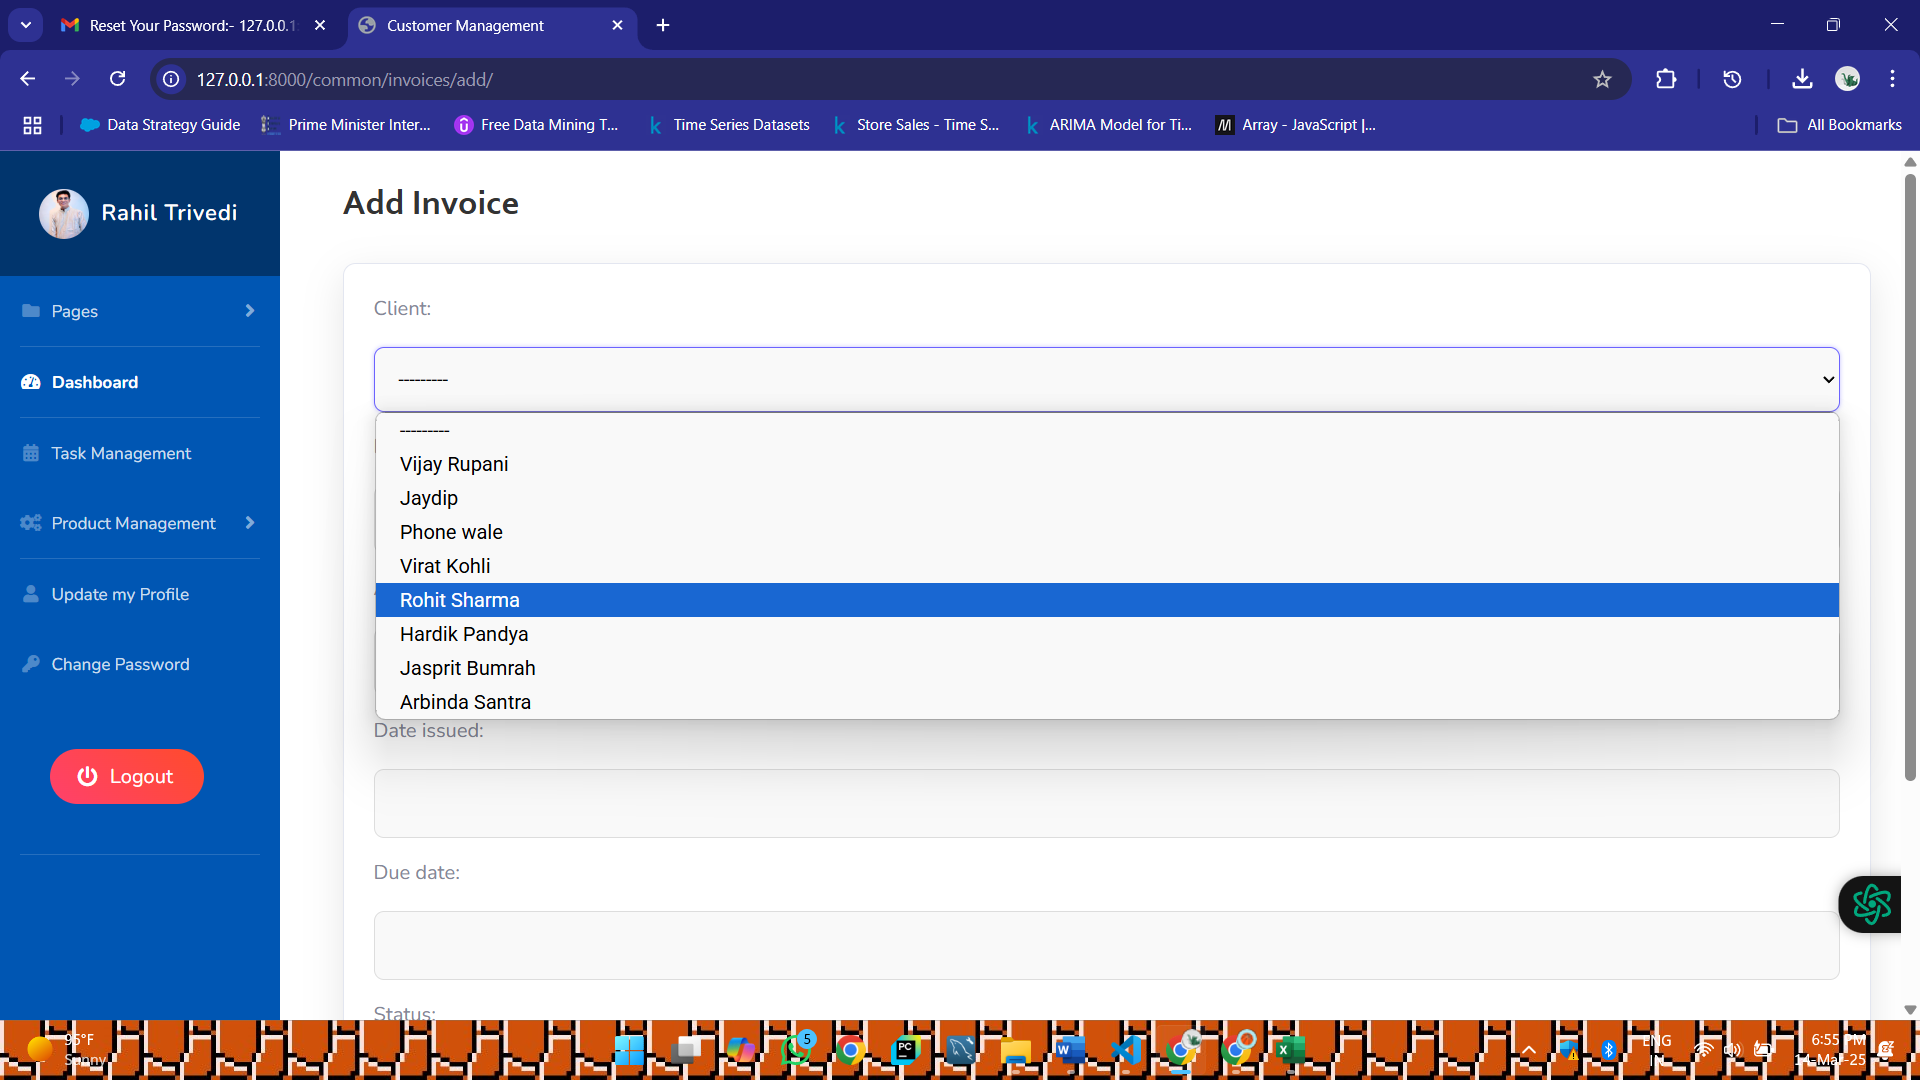 Reset Your Password:- 127.0.0.1:
Customer Management
127.0.0.1:8000/common/invoices/add/
Data Strategy Guide
Prime Minister Inter...
Free Data Mining T...
Time Series Datasets
Store Sales - Time S...
ARIMA Model for Ti...
Array - JavaScript |...
All Bookmarks
Rahil Trivedi
Pages
Dashboard
Task Management
Product Management
Update my Profile
Change Password
Logout
Add Invoice
Client:
---------
---------
Vijay Rupani
Jaydip
Phone wale
Virat Kohli
Rohit Sharma
Hardik Pandya
Jasprit Bumrah
Arbinda Santra
Date issued:
Due date:
Status:
Sunny
5
ENG
IN
6:55 PM
14-Mar-25